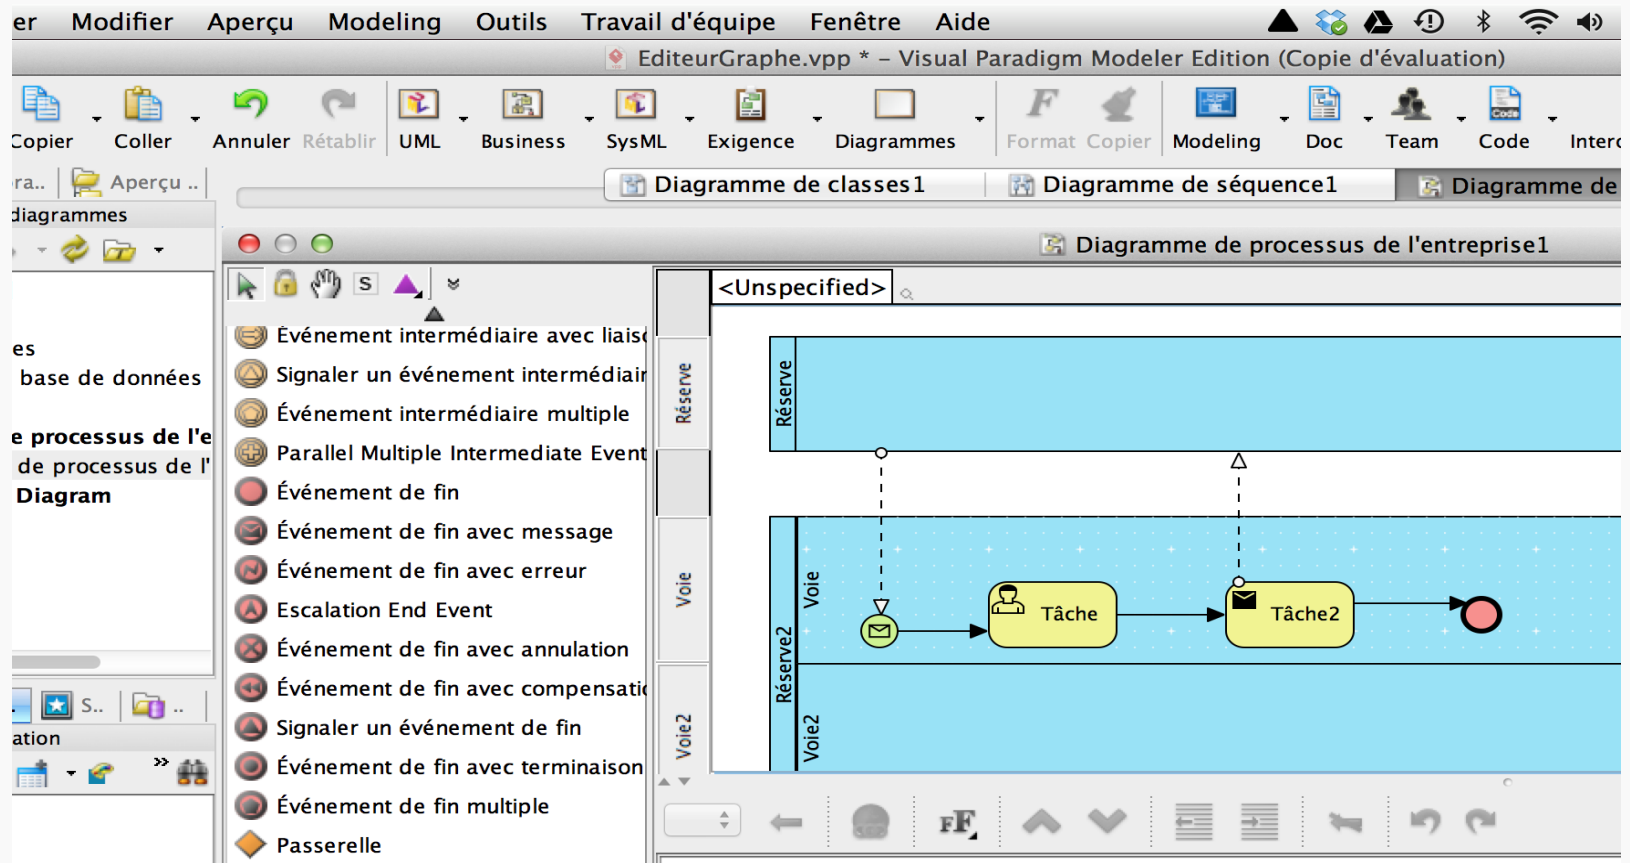 er Modifier Aperçu Modeling Outils Travail d'équipe Fenêtre Aide
EditeurGraphe.vpp * – Visual Paradigm Modeler Edition (Copie d'évaluation)
Copier Coller Annuler Rétablir UML Business SysML Exigence Diagrammes Format Copier Modeling Doc Team Code Interc
ra.. Aperçu ..
Diagramme de classes1 Diagramme de séquence1 Diagramme de
diagrammes
Diagramme de processus de l'entreprise1
S
<Unspecified>
es
base de données
e processus de l'e
de processus de l'
Diagram
S.. ..
ation
Événement intermédiaire avec liaiso
Signaler un événement intermédiair
Événement intermédiaire multiple
Parallel Multiple Intermediate Event
Événement de fin
Événement de fin avec message
Événement de fin avec erreur
Escalation End Event
Événement de fin avec annulation
Événement de fin avec compensatio
Signaler un événement de fin
Événement de fin avec terminaison
Événement de fin multiple
Passerelle
Réserve
Voie
Voie2
Réserve
Réserve2
Voie
Voie2
Tâche
Tâche2
FF